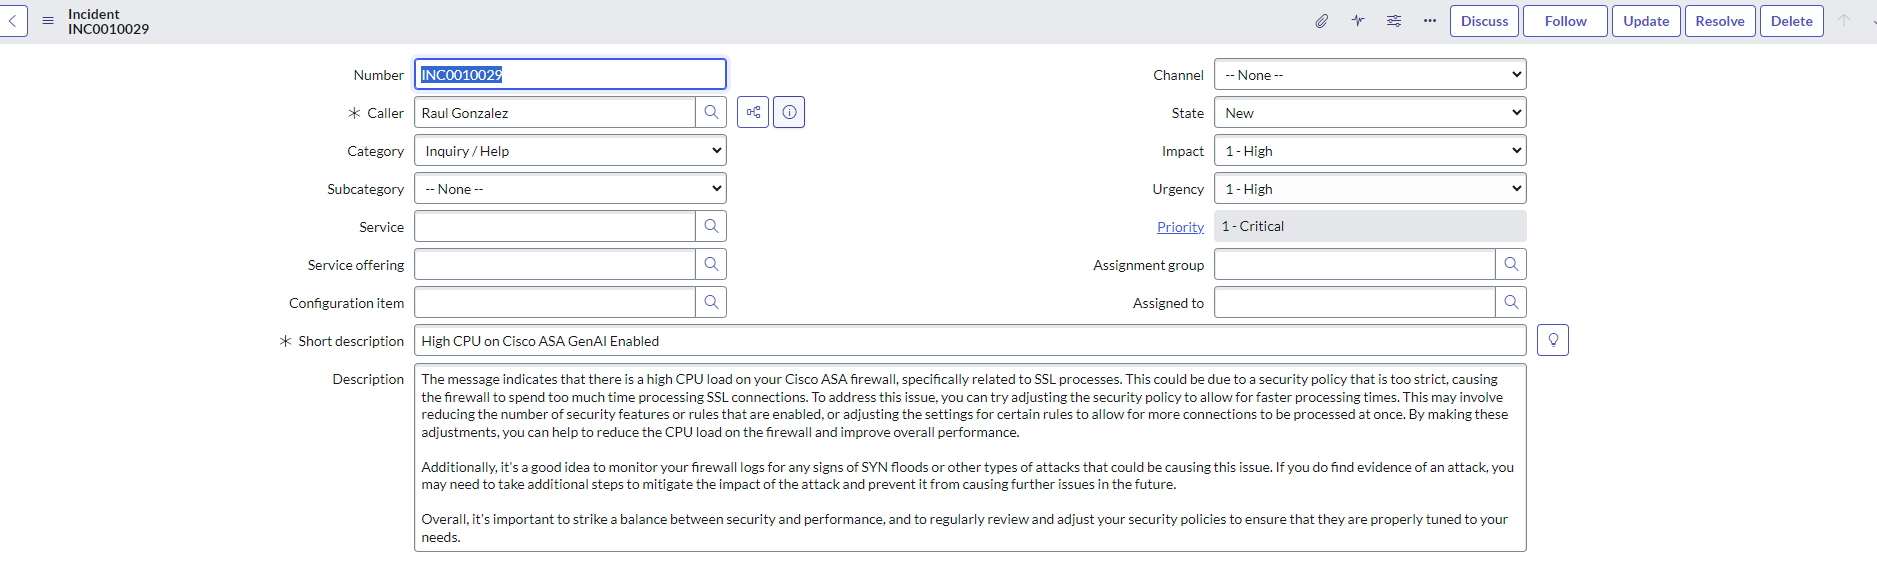 Incident
INC0010029
Discuss
Follow
Update
Resolve
Delete
Number
INC0010029
Channel
-- None --
Caller
Raul Gonzalez
State
New
Category
Inquiry / Help
Impact
1 - High
Subcategory
-- None --
Urgency
1 - High
Service
Priority
1 - Critical
Service offering
Assignment group
Configuration item
Assigned to
Short description
High CPU on Cisco ASA GenAI Enabled
Description
The message indicates that there is a high CPU load on your Cisco ASA firewall, specifically related to SSL processes. This could be due to a security policy that is too strict, causing
the firewall to spend too much time processing SSL connections. To address this issue, you can try adjusting the security policy to allow for faster processing times. This may involve
reducing the number of security features or rules that are enabled, or adjusting the settings for certain rules to allow for more connections to be processed at once. By making these
adjustments, you can help to reduce the CPU load on the firewall and improve overall performance.
Additionally, it's a good idea to monitor your firewall logs for any signs of SYN floods or other types of attacks that could be causing this issue. If you do find evidence of an attack, you
may need to take additional steps to mitigate the impact of the attack and prevent it from causing further issues in the future.
Overall, it's important to strike a balance between security and performance, and to regularly review and adjust your security policies to ensure that they are properly tuned to your
needs.